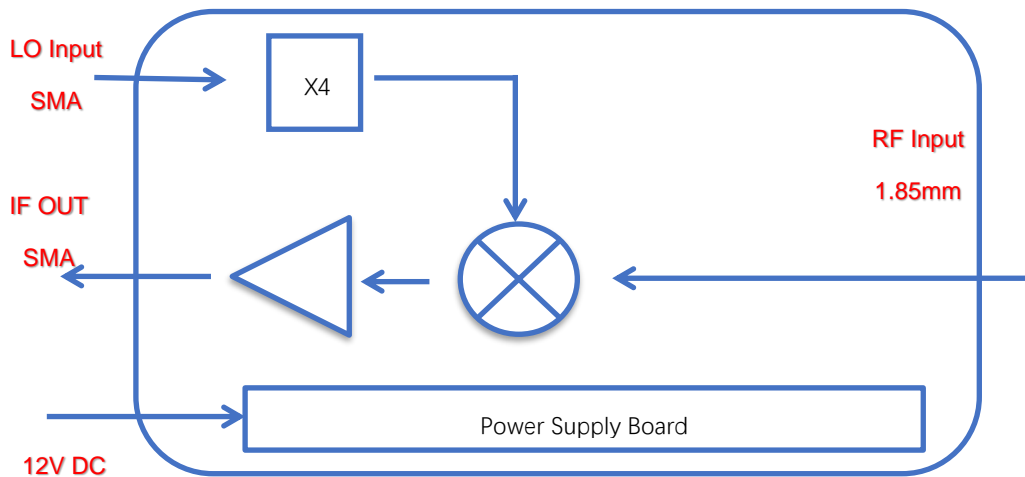 LO Input
SMA
X4
RF Input
1.85mm
IF OUT
SMA
Power Supply Board
12V DC